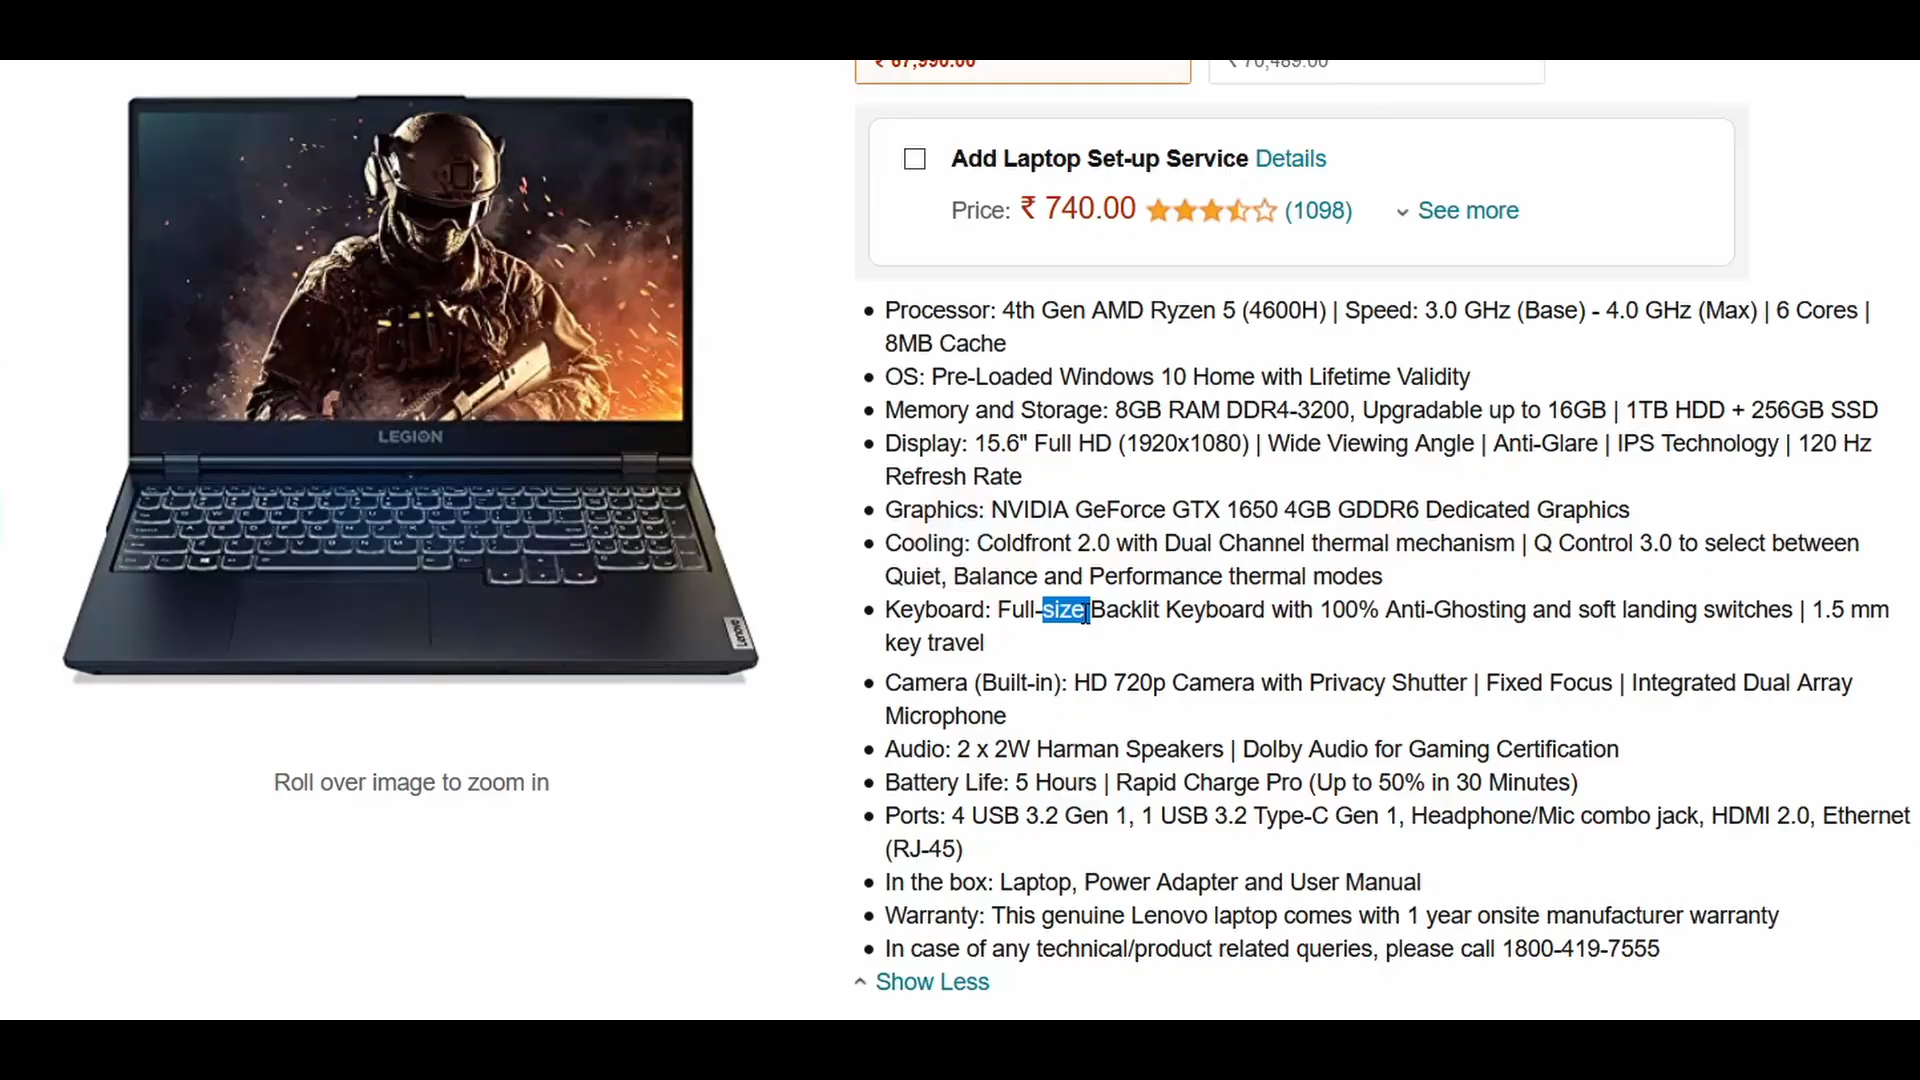 ₹ 67,990.00
₹ 70,489.00
Add Laptop Set-up Service Details
Price: ₹ 740.00 (1098) See more
LEGION
Lenovo
Roll over image to zoom in
• Processor: 4th Gen AMD Ryzen 5 (4600H) | Speed: 3.0 GHz (Base) - 4.0 GHz (Max) | 6 Cores |
8MB Cache
• OS: Pre-Loaded Windows 10 Home with Lifetime Validity
• Memory and Storage: 8GB RAM DDR4-3200, Upgradable up to 16GB | 1TB HDD + 256GB SSD
• Display: 15.6" Full HD (1920x1080) | Wide Viewing Angle | Anti-Glare | IPS Technology | 120 Hz
Refresh Rate
• Graphics: NVIDIA GeForce GTX 1650 4GB GDDR6 Dedicated Graphics
• Cooling: Coldfront 2.0 with Dual Channel thermal mechanism | Q Control 3.0 to select between
Quiet, Balance and Performance thermal modes
• Keyboard: Full-size Backlit Keyboard with 100% Anti-Ghosting and soft landing switches | 1.5 mm
key travel
• Camera (Built-in): HD 720p Camera with Privacy Shutter | Fixed Focus | Integrated Dual Array
Microphone
• Audio: 2 x 2W Harman Speakers | Dolby Audio for Gaming Certification
• Battery Life: 5 Hours | Rapid Charge Pro (Up to 50% in 30 Minutes)
• Ports: 4 USB 3.2 Gen 1, 1 USB 3.2 Type-C Gen 1, Headphone/Mic combo jack, HDMI 2.0, Ethernet
(RJ-45)
• In the box: Laptop, Power Adapter and User Manual
• Warranty: This genuine Lenovo laptop comes with 1 year onsite manufacturer warranty
• In case of any technical/product related queries, please call 1800-419-7555
Show Less